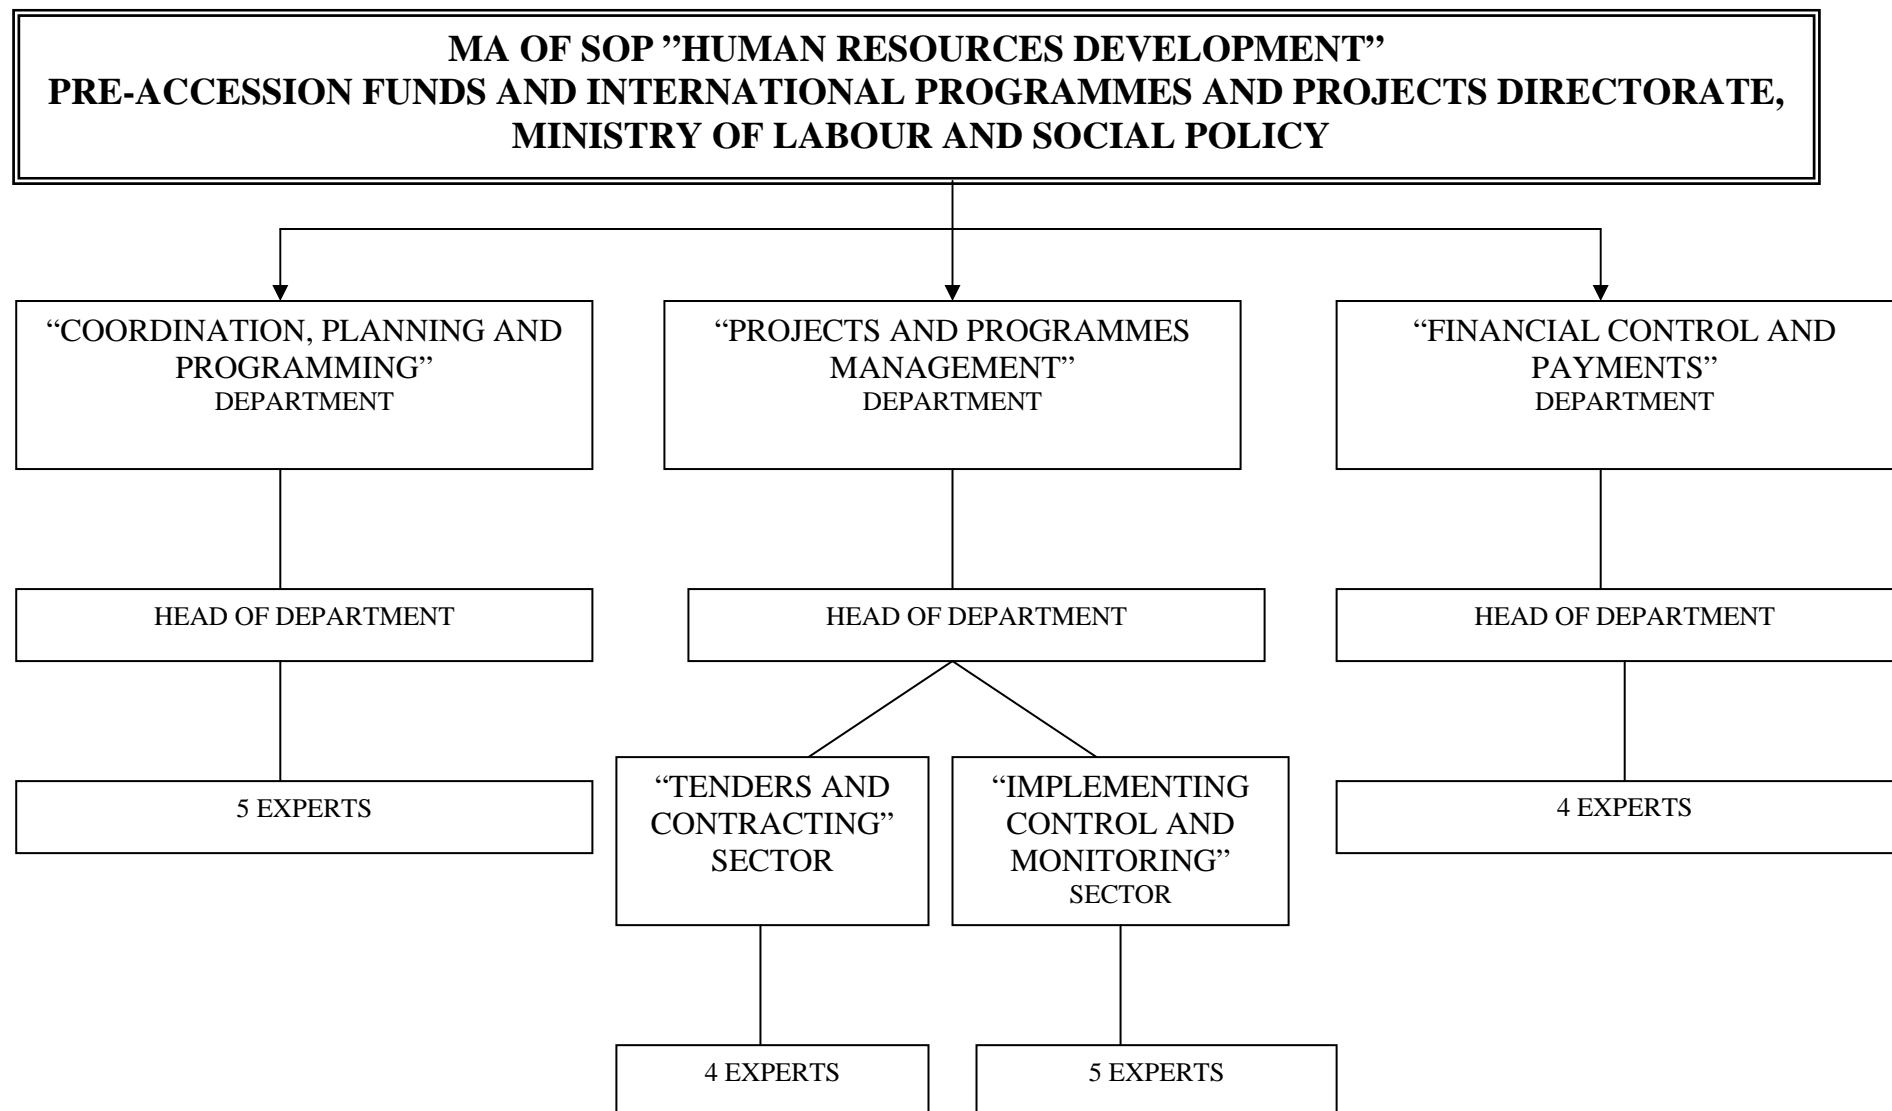 MA OF SOP ”HUMAN RESOURCES DEVELOPMENT”
PRE-ACCESSION FUNDS AND INTERNATIONAL PROGRAMMES AND PROJECTS DIRECTORATE,
MINISTRY OF LABOUR AND SOCIAL POLICY
“COORDINATION, PLANNING AND
PROGRAMMING”
DEPARTMENT
“PROJECTS AND PROGRAMMES
MANAGEMENT”
DEPARTMENT
“FINANCIAL CONTROL AND
PAYMENTS”
DEPARTMENT
HEAD OF DEPARTMENT
HEAD OF DEPARTMENT
HEAD OF DEPARTMENT
5 EXPERTS
“TENDERS AND
CONTRACTING”
SECTOR
“IMPLEMENTING
CONTROL AND
MONITORING”
SECTOR
4 EXPERTS
4 EXPERTS
5 EXPERTS